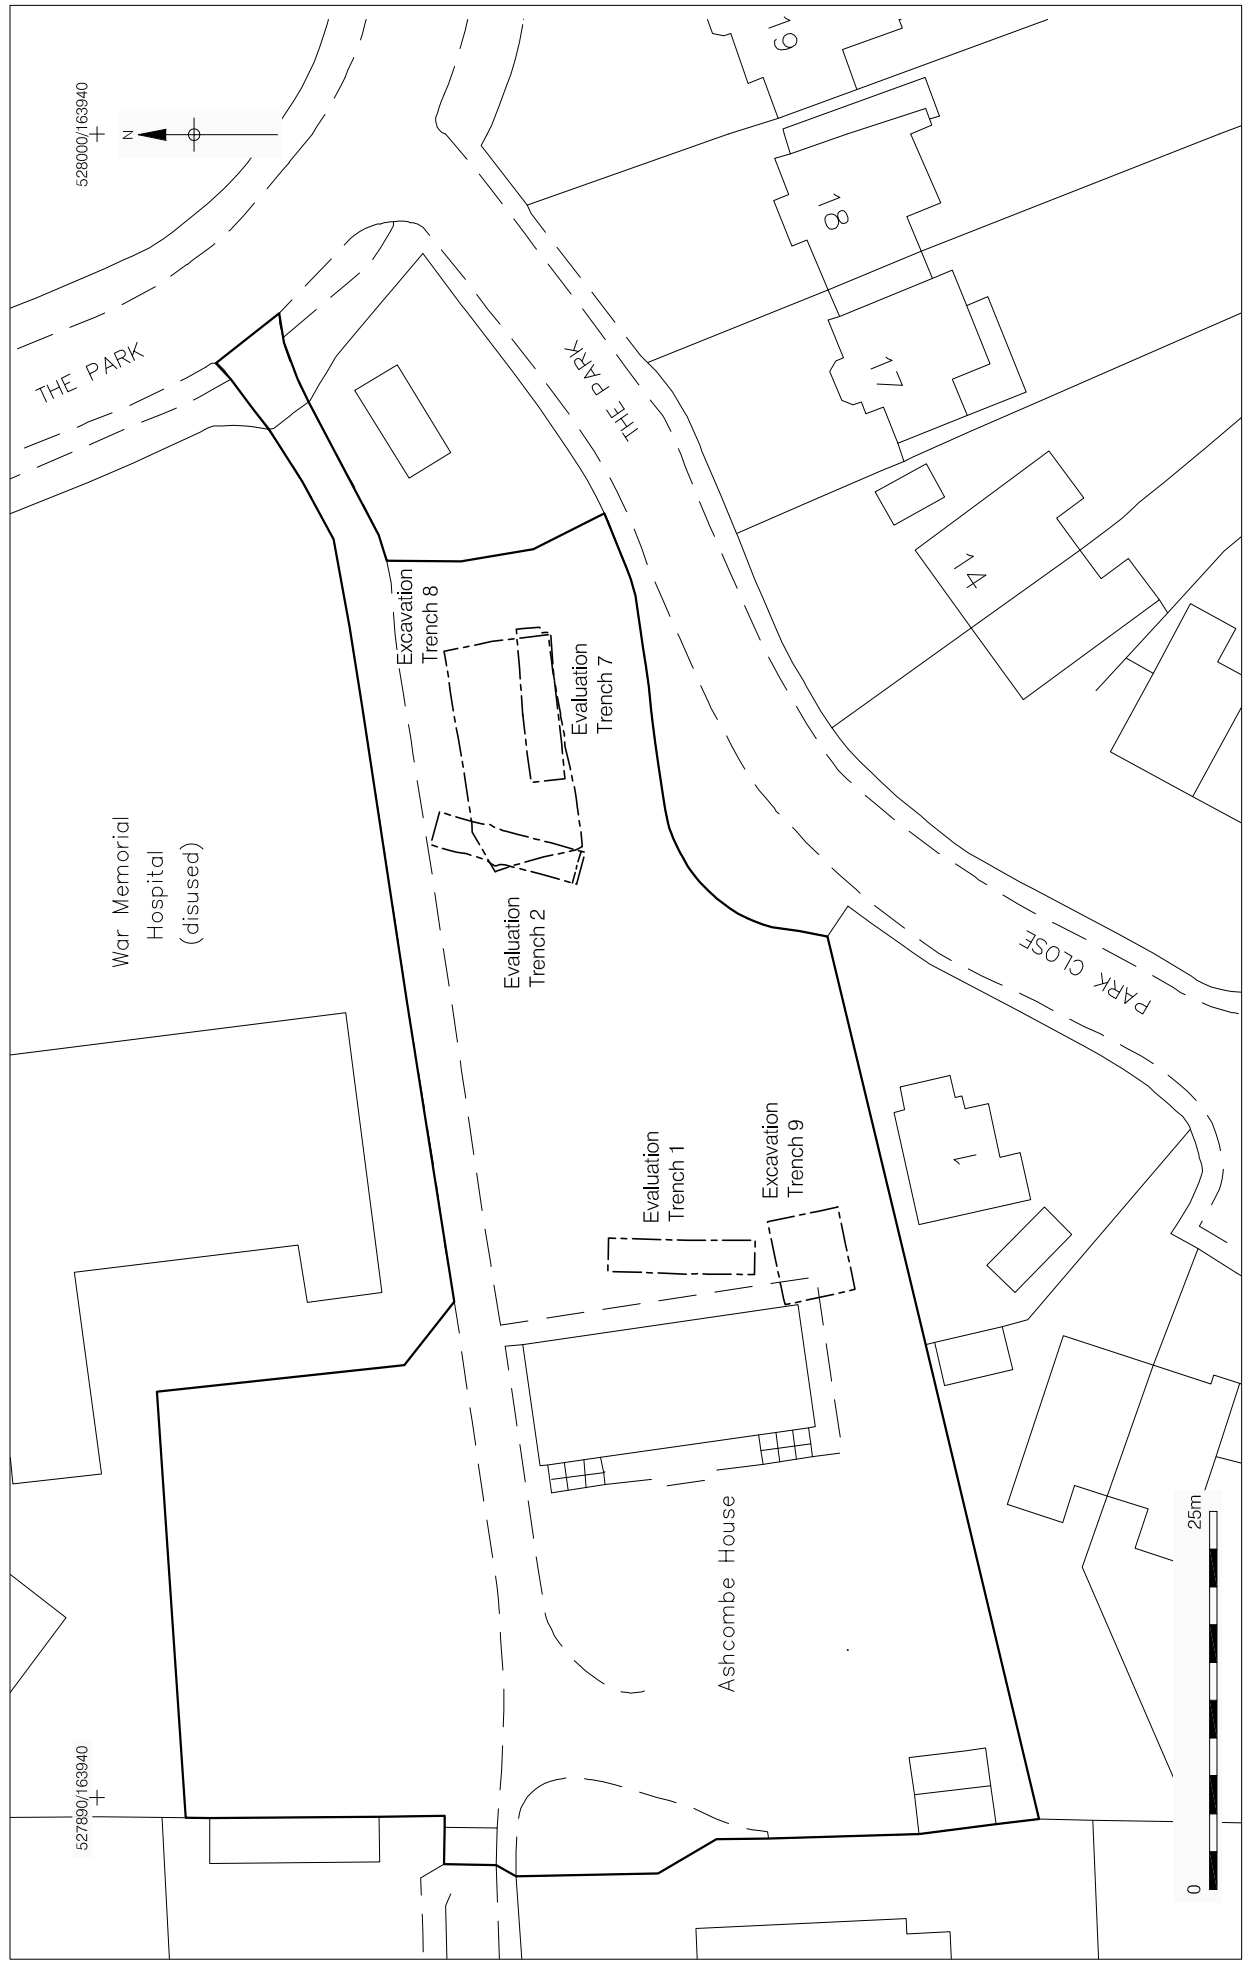 528000/163940
N
19
18
17
14
THE PARK
THE PARK
Excavation
Trench 8
Evaluation
Trench 7
War Memorial
Hospital
(disused)
Evaluation
Trench 2
PARK CLOSE
Evaluation
Trench 1
Excavation
Trench 9
1
Ashcombe House
527890/163940
0
25m